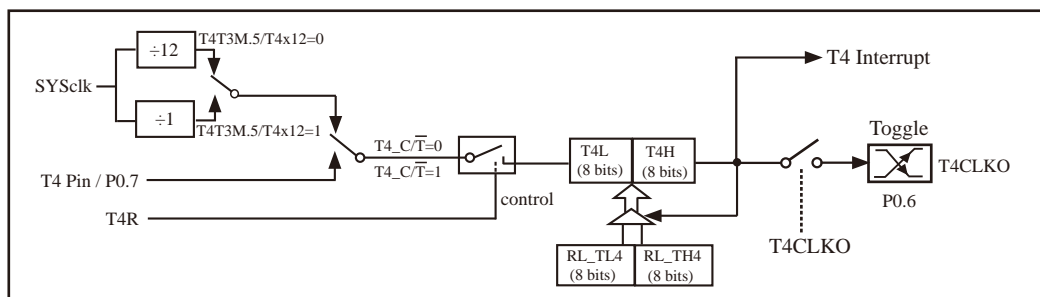 ÷12
T4T3M.5/T4x12=0
SYSclk
÷1
T4T3M.5/T4x12=1
T4 Pin / P0.7
T4_C/T̅=0
T4_C/T̅=1
T4R
control
T4L
(8 bits)
T4H
(8 bits)
RL_TL4
(8 bits)
RL_TH4
(8 bits)
T4 Interrupt
Toggle
T4CLKO
P0.6
T4CLKO